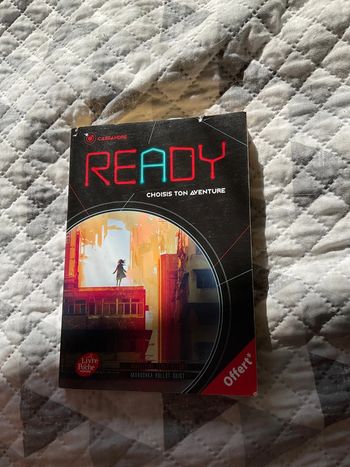 CASSANDRE
READY
CHOISIS TON AVENTURE
Le Livre
de Poche
Offert*